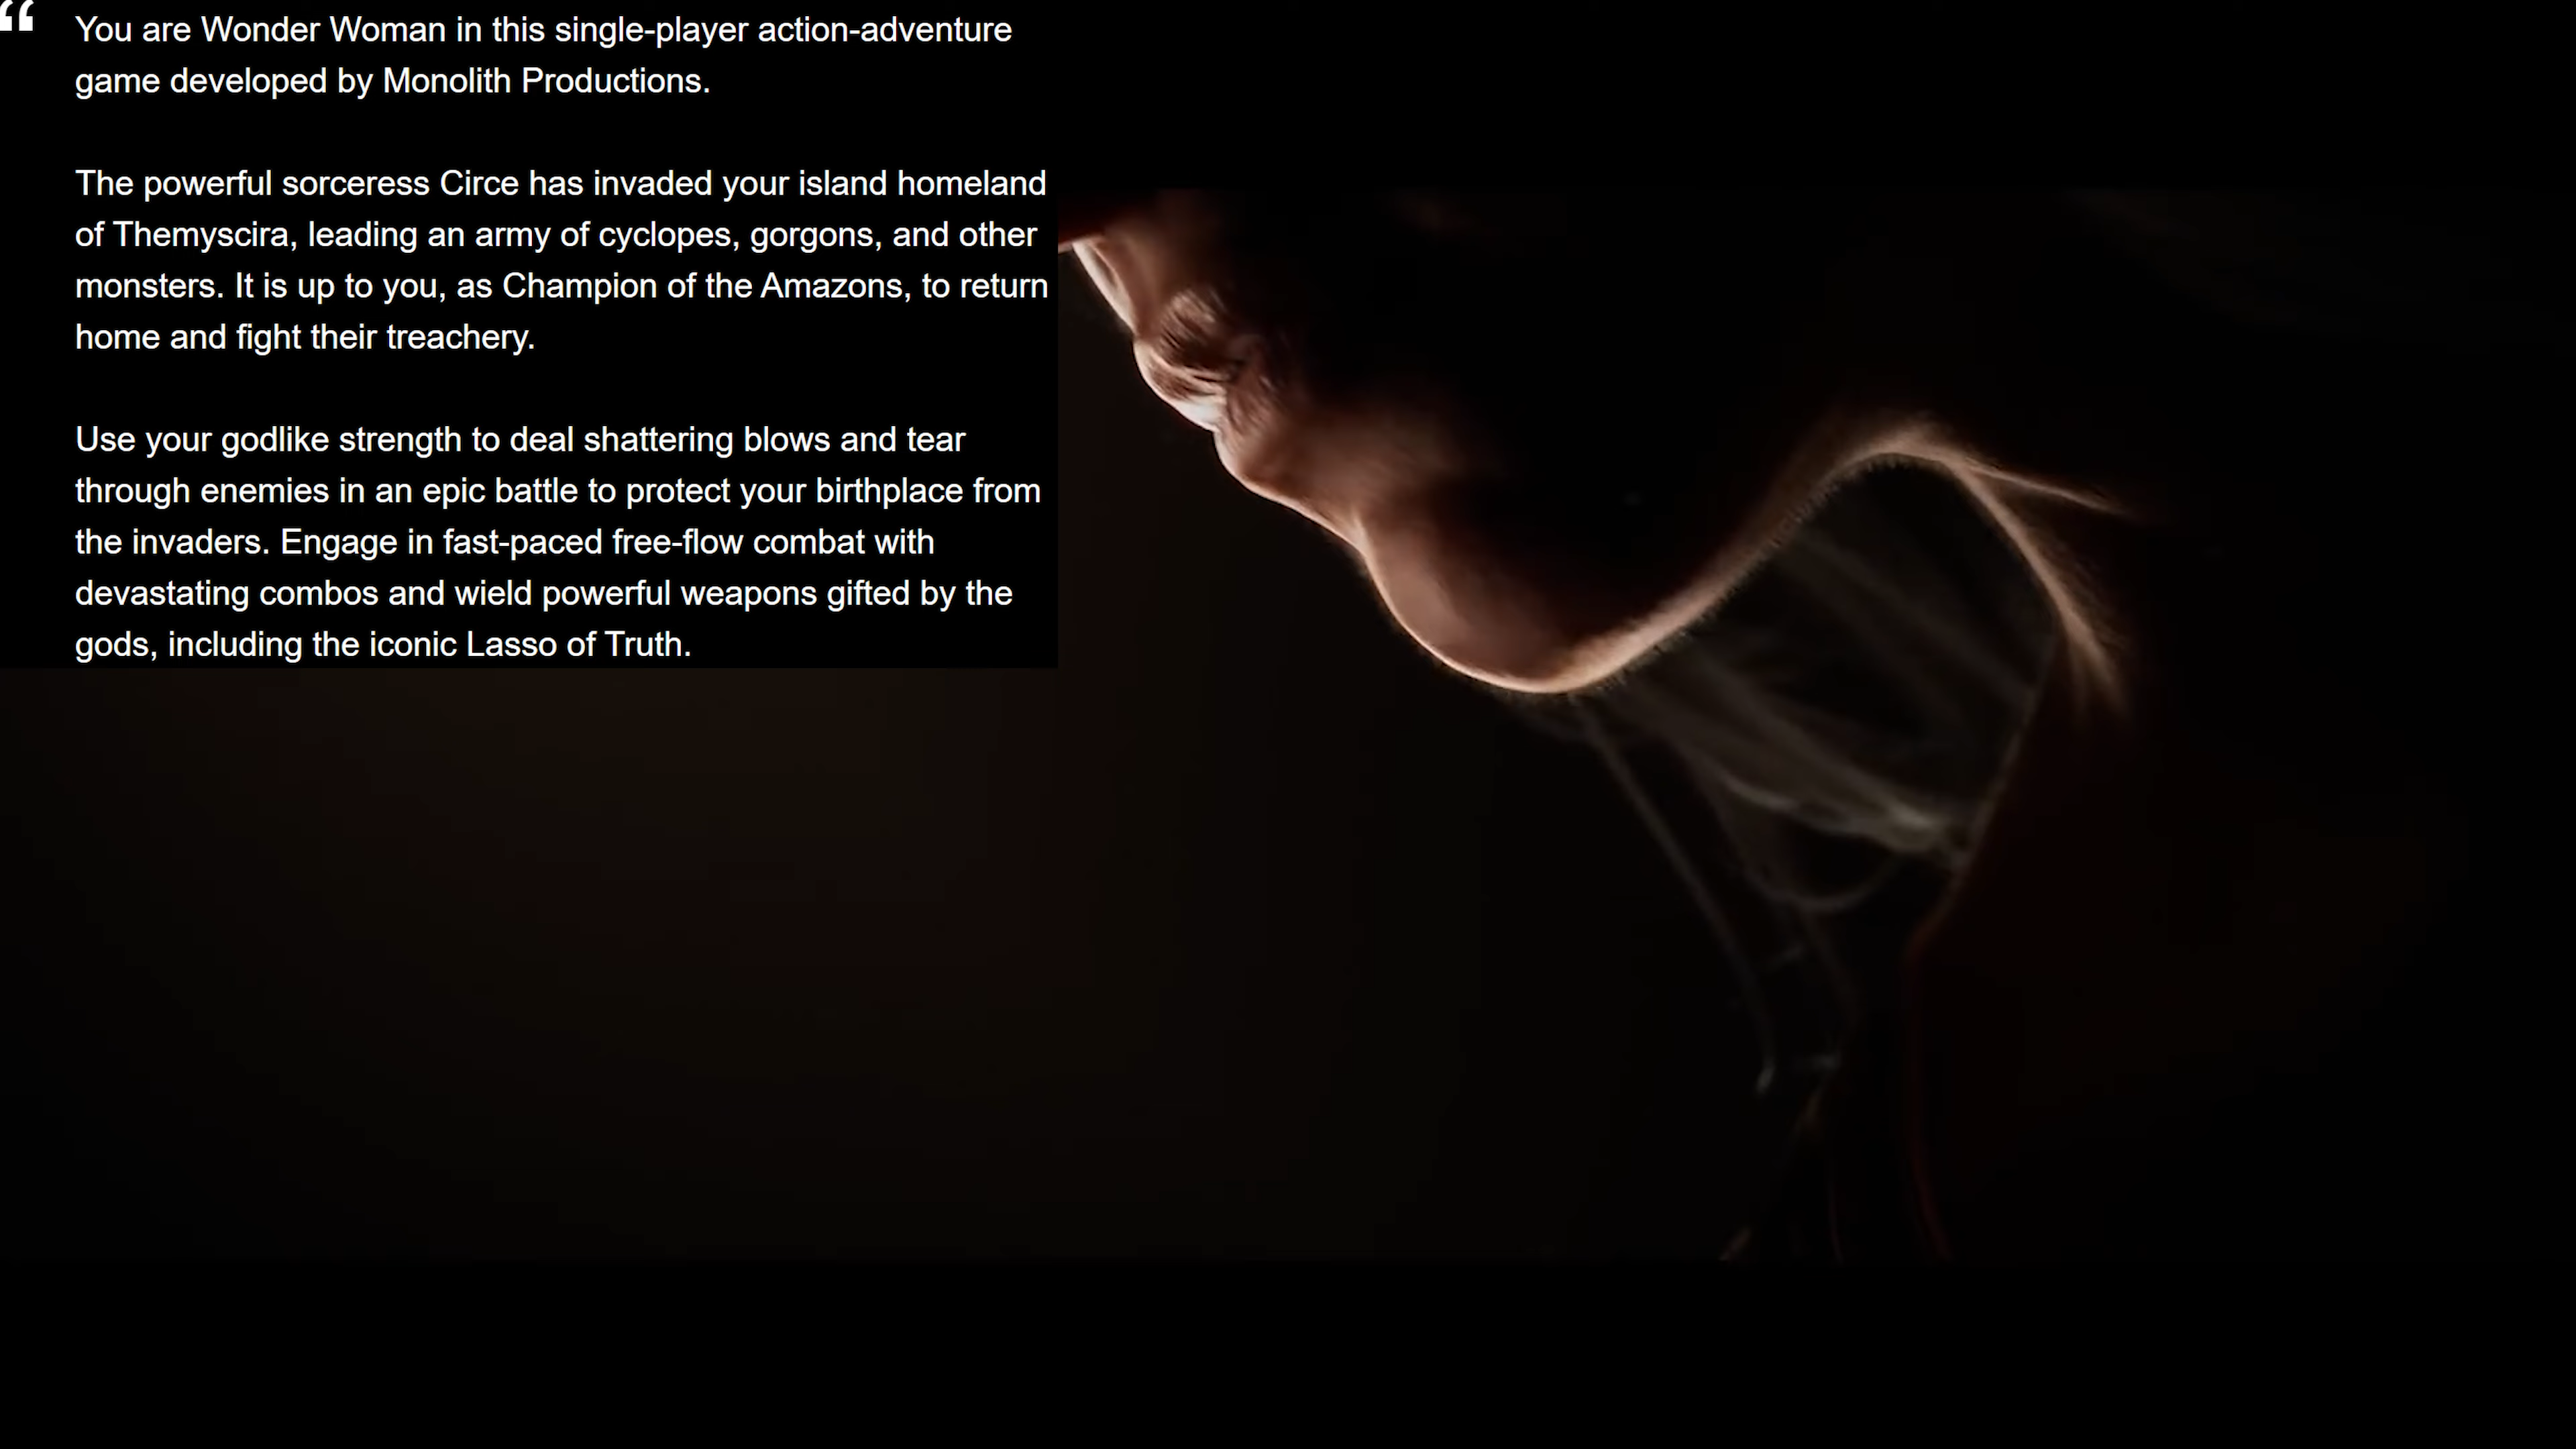 “ You are Wonder Woman in this single-player action-adventure
game developed by Monolith Productions.
The powerful sorceress Circe has invaded your island homeland
of Themyscira, leading an army of cyclopes, gorgons, and other
monsters. It is up to you, as Champion of the Amazons, to return
home and fight their treachery.
Use your godlike strength to deal shattering blows and tear
through enemies in an epic battle to protect your birthplace from
the invaders. Engage in fast-paced free-flow combat with
devastating combos and wield powerful weapons gifted by the
gods, including the iconic Lasso of Truth.